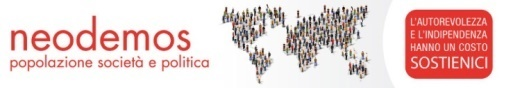 neodemos
popolazione società e politica
L'AUTOREVOLEZZA
E L'INDIPENDENZA
HANNO UN COSTO
SOSTIENICI